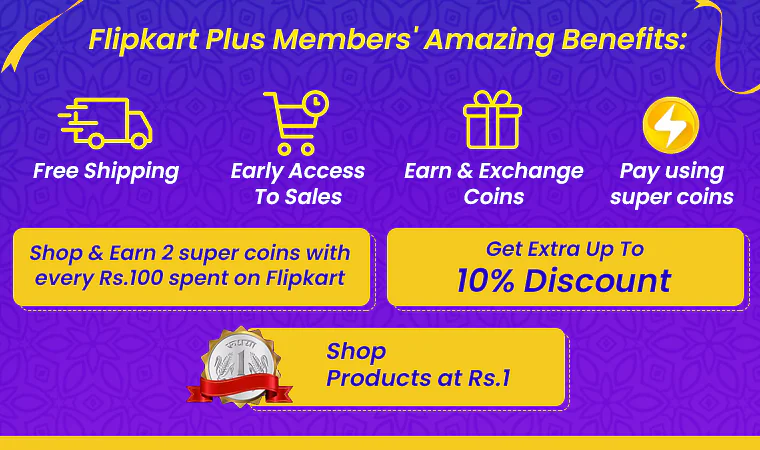 Flipkart Plus Members' Amazing Benefits:
Free Shipping
Early Access
To Sales
Earn & Exchange
Coins
Pay using
super coins
Shop & Earn 2 super coins with
every Rs.100 spent on Flipkart
Get Extra Up To
10% Discount
रुपया
1
Shop
Products at Rs.1